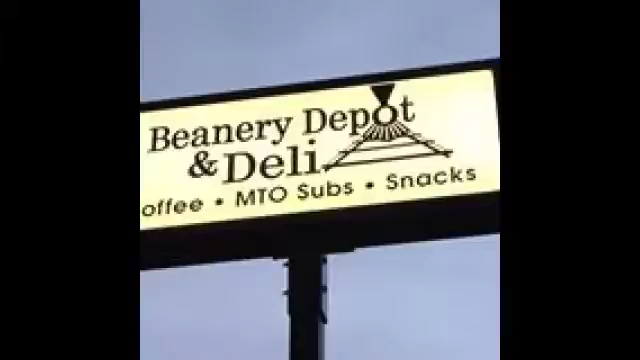 Beanery Depot
& Deli
offee • MTO Subs • Snacks